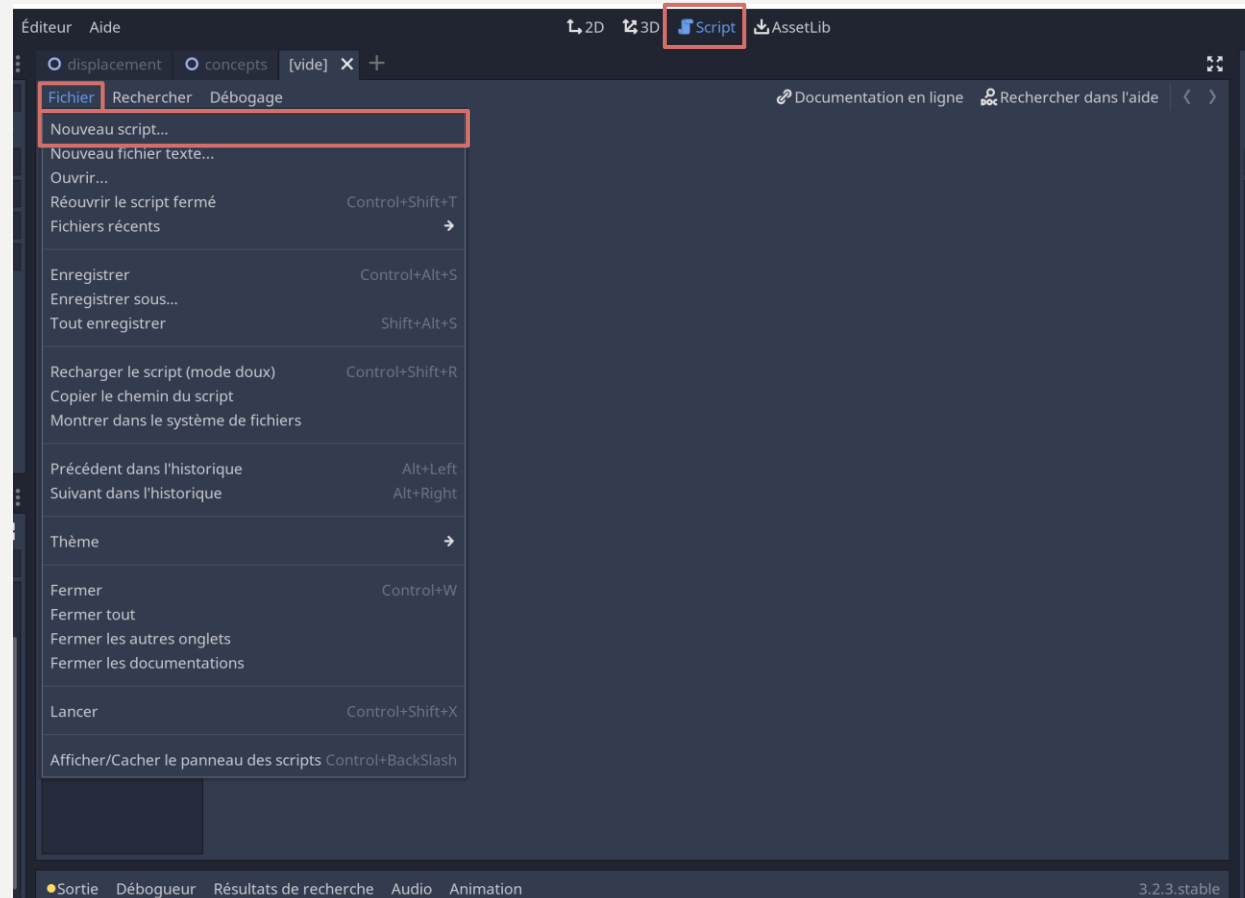 Éditeur Aide 2D 3D Script AssetLib
displacement concepts [vide]
Fichier Rechercher Débogage Documentation en ligne Rechercher dans l'aide
Nouveau script...
Nouveau fichier texte...
Ouvrir...
Réouvrir le script fermé Control+Shift+T
Fichiers récents
Enregistrer Control+Alt+S
Enregistrer sous...
Tout enregistrer Shift+Alt+S
Recharger le script (mode doux) Control+Shift+R
Copier le chemin du script
Montrer dans le système de fichiers
Précédent dans l'historique Alt+Left
Suivant dans l'historique Alt+Right
Thème
Fermer Control+W
Fermer tout
Fermer les autres onglets
Fermer les documentations
Lancer Control+Shift+X
Afficher/Cacher le panneau des scripts Control+BackSlash
Sortie Débogueur Résultats de recherche Audio Animation 3.2.3.stable